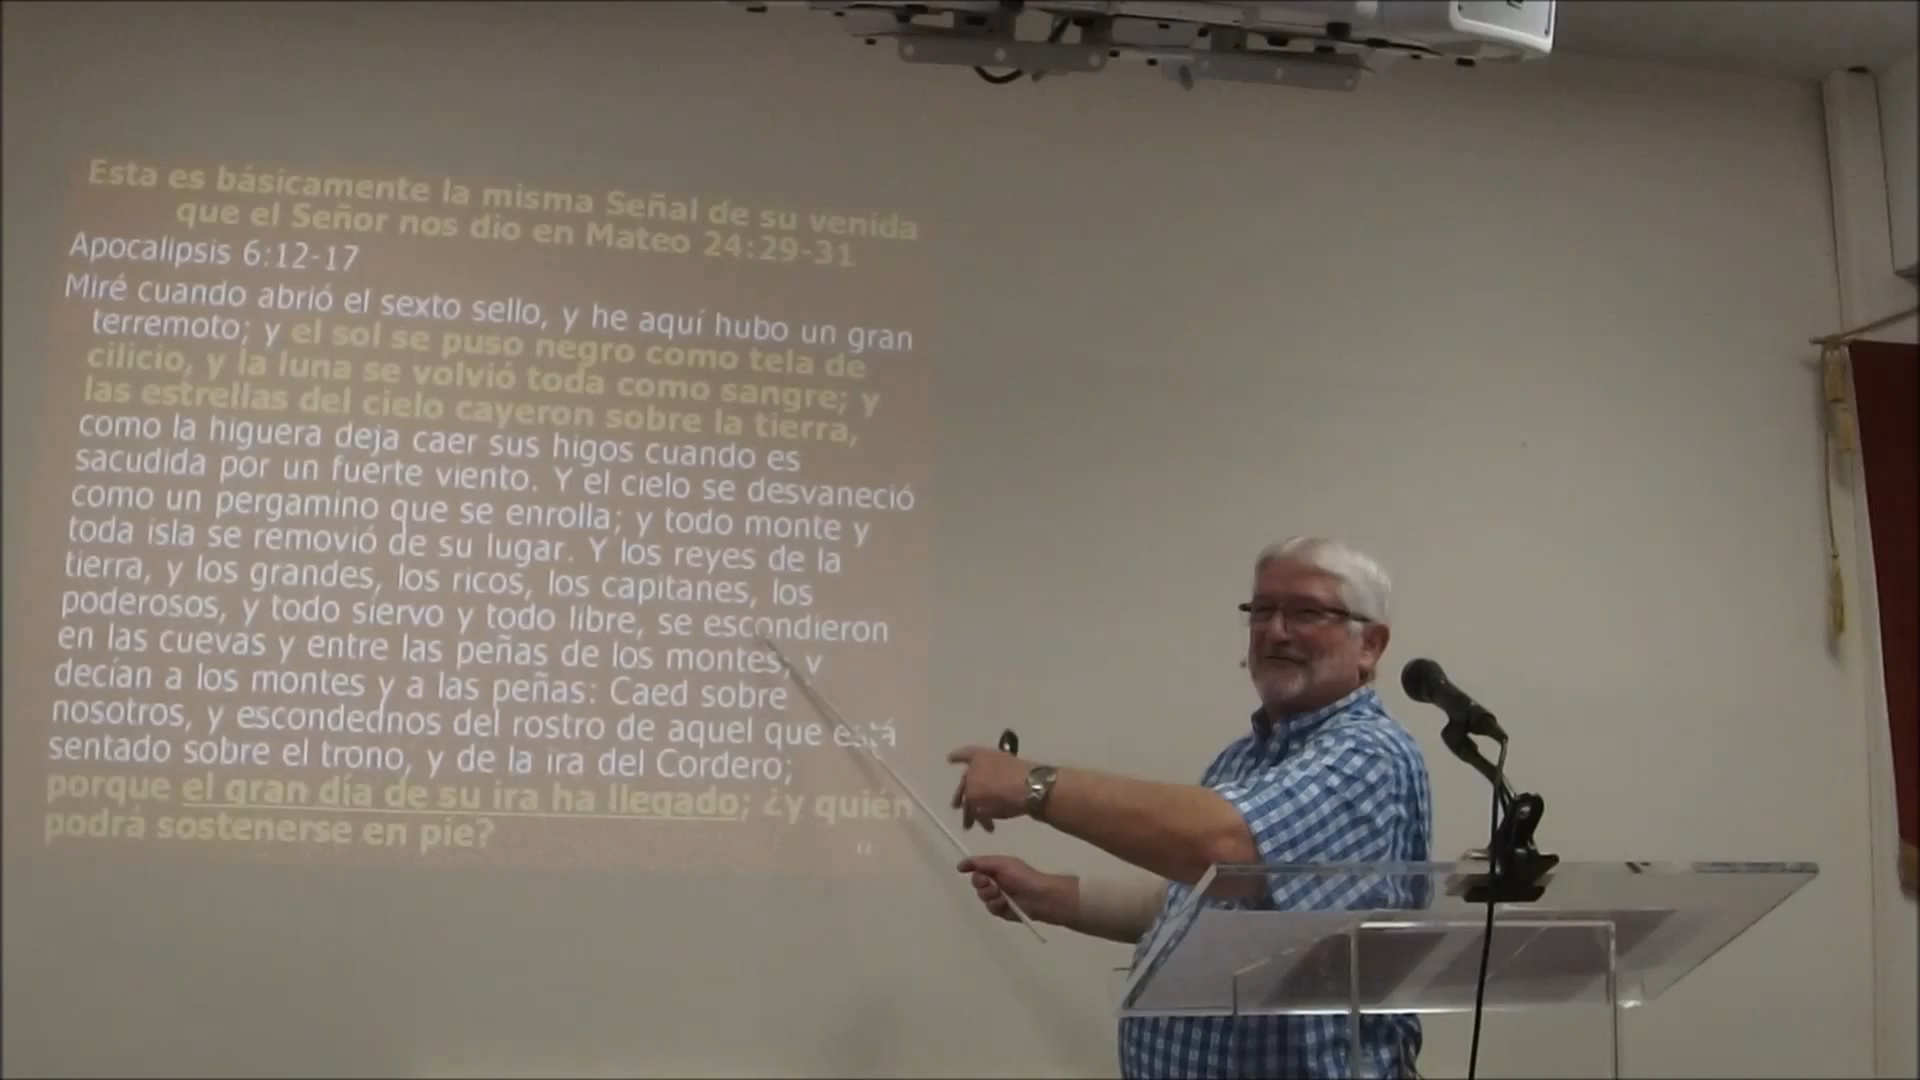 Esta es básicamente la misma Señal de su venida
que el Señor nos dio en Mateo 24:29-31
Apocalipsis 6:12-17
Miré cuando abrió el sexto sello, y he aquí hubo un gran
terremoto; y el sol se puso negro como tela de
cilicio, y la luna se volvió toda como sangre; y
las estrellas del cielo cayeron sobre la tierra,
como la higuera deja caer sus higos cuando es
sacudida por un fuerte viento. Y el cielo se desvaneció
como un pergamino que se enrolla; y todo monte y
toda isla se removió de su lugar. Y los reyes de la
tierra, y los grandes, los ricos, los capitanes, los
poderosos, y todo siervo y todo libre, se escondieron
en las cuevas y entre las peñas de los montes; y
decían a los montes y a las peñas: Caed sobre
nosotros, y escondednos del rostro de aquel que está
sentado sobre el trono, y de la ira del Cordero;
porque el gran día de su ira ha llegado; ¿y quién
podrá sostenerse en pie?